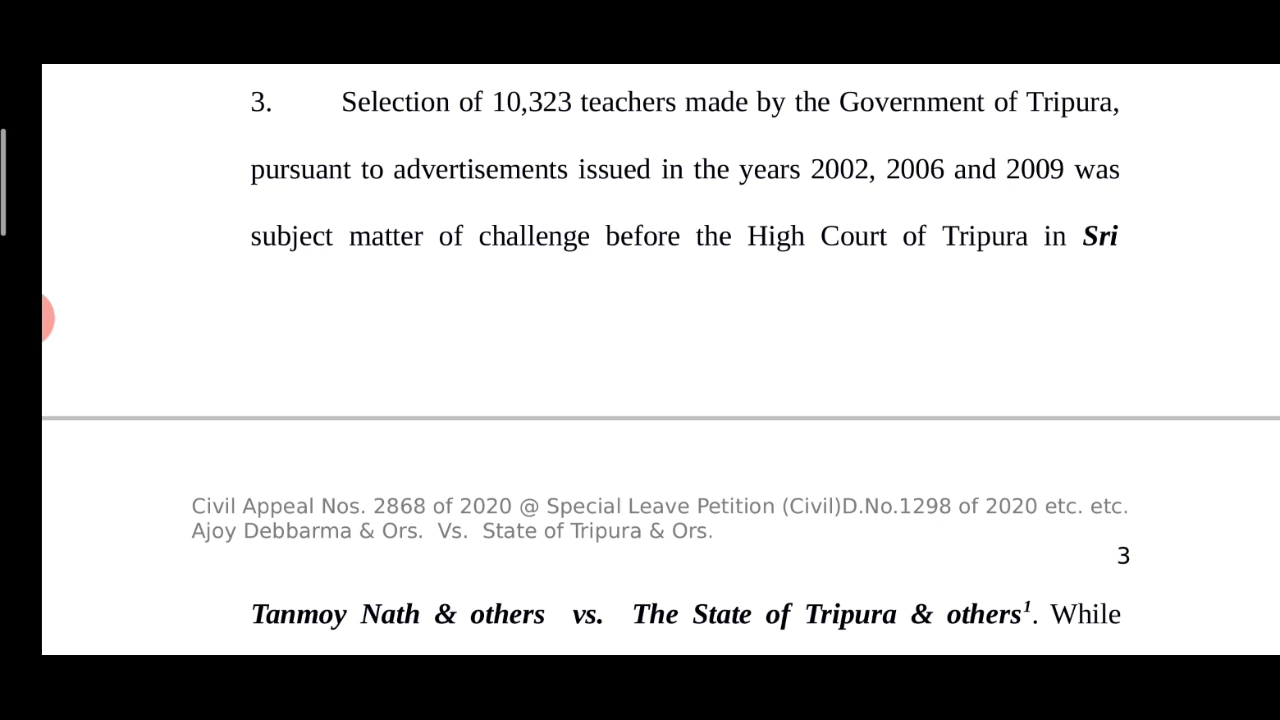 3. Selection of 10,323 teachers made by the Government of Tripura,
pursuant to advertisements issued in the years 2002, 2006 and 2009 was
subject matter of challenge before the High Court of Tripura in Sri
Civil Appeal Nos. 2868 of 2020 @ Special Leave Petition (Civil)D.No.1298 of 2020 etc. etc.
Ajoy Debbarma & Ors. Vs. State of Tripura & Ors.
3
Tanmoy Nath & others vs. The State of Tripura & others¹. While